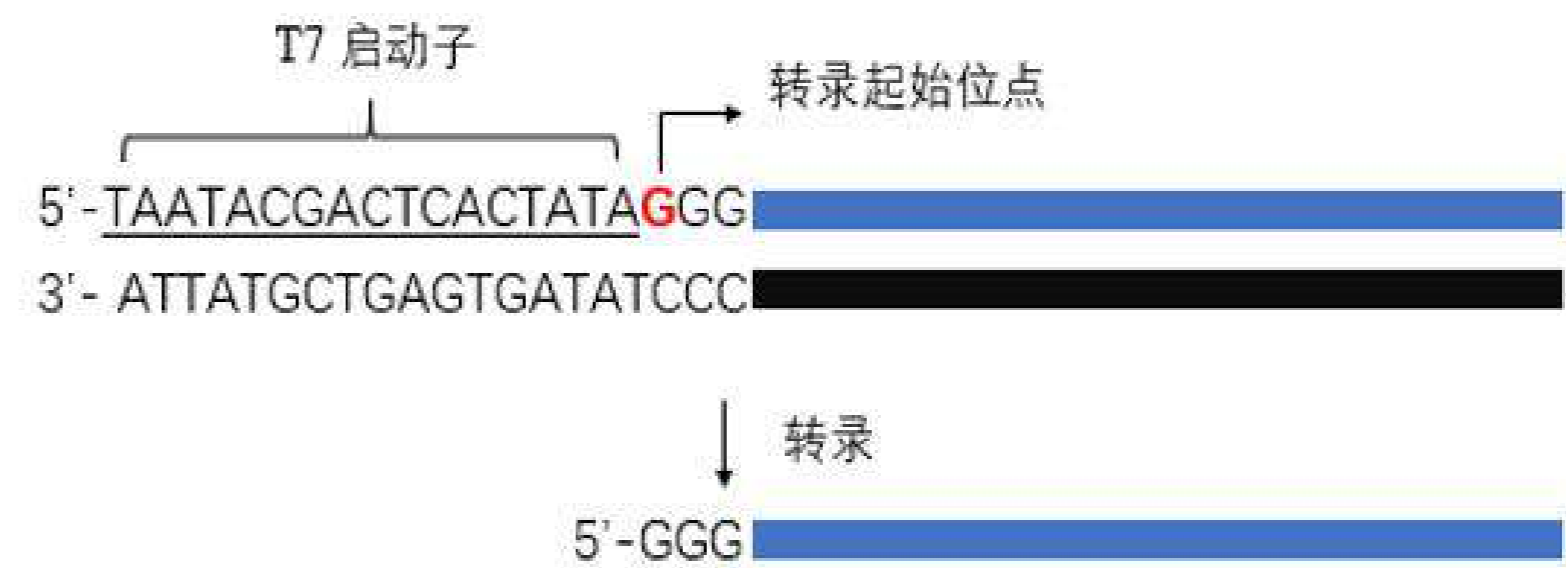 T7 启动子
转录起始位点
5'-TAATACGACTCACTATAGGG
3'- ATTATGCTGAGTGATATCCC
转录
5'-GGG